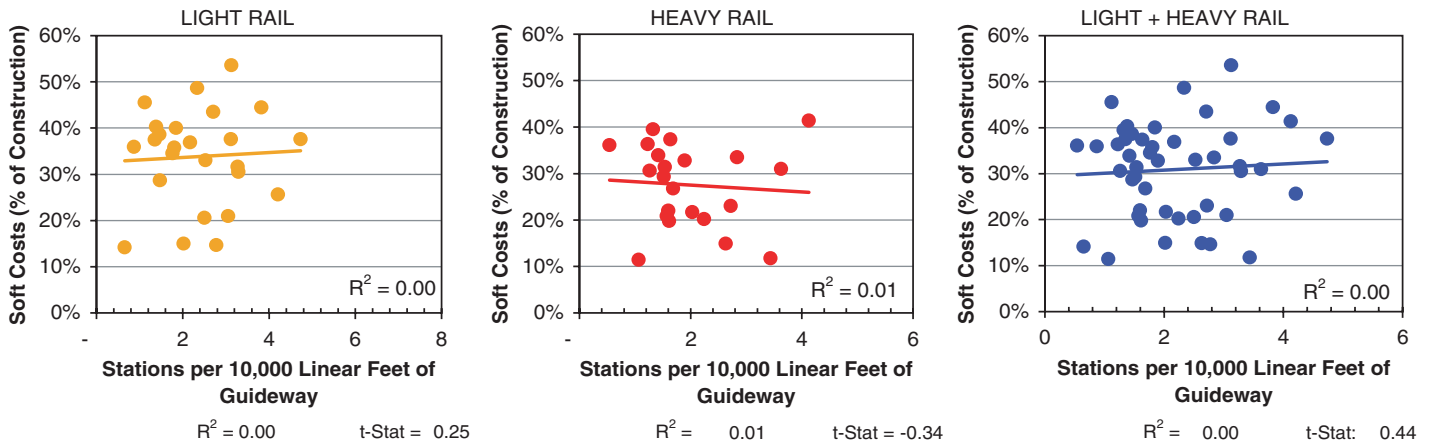 LIGHT RAIL
Soft Costs (% of Construction)
60%
50%
40%
30%
20%
10%
0%
R² = 0.00
- 2 4 6 8
Stations per 10,000 Linear Feet of
Guideway
R² = 0.00 t-Stat = 0.25
HEAVY RAIL
Soft Costs (% of Construction)
60%
50%
40%
30%
20%
10%
0%
R² = 0.01
- 2 4 6
Stations per 10,000 Linear Feet of
Guideway
R² = 0.01 t-Stat = -0.34
LIGHT + HEAVY RAIL
Soft Costs (% of Construction)
60%
50%
40%
30%
20%
10%
0%
R² = 0.00
0 2 4 6
Stations per 10,000 Linear Feet of
Guideway
R² = 0.00 t-Stat: 0.44